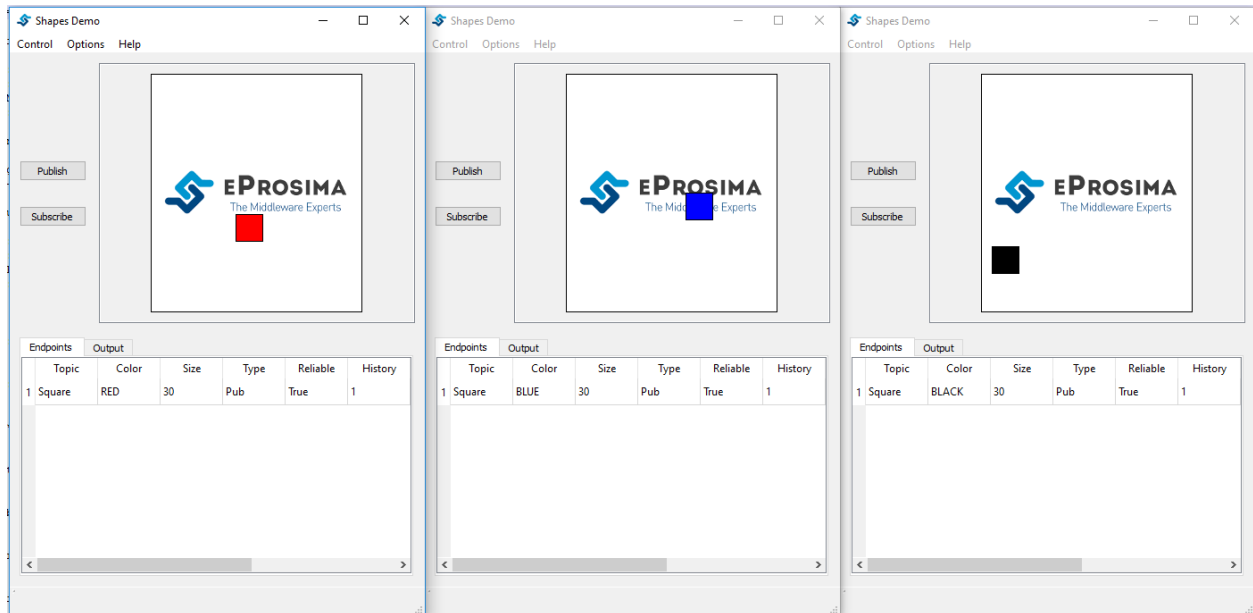 Shapes Demo
Control Options Help
Publish
Subscribe
EPROSIMA
The Middleware Experts
Endpoints Output
Topic Color Size Type Reliable History
1 Square RED 30 Pub True 1
Shapes Demo
Control Options Help
Publish
Subscribe
EPROSIMA
The Midd e Experts
Endpoints Output
Topic Color Size Type Reliable History
1 Square BLUE 30 Pub True 1
Shapes Demo
Control Options Help
Publish
Subscribe
EPROSIMA
The Middleware Experts
Endpoints Output
Topic Color Size Type Reliable History
1 Square BLACK 30 Pub True 1